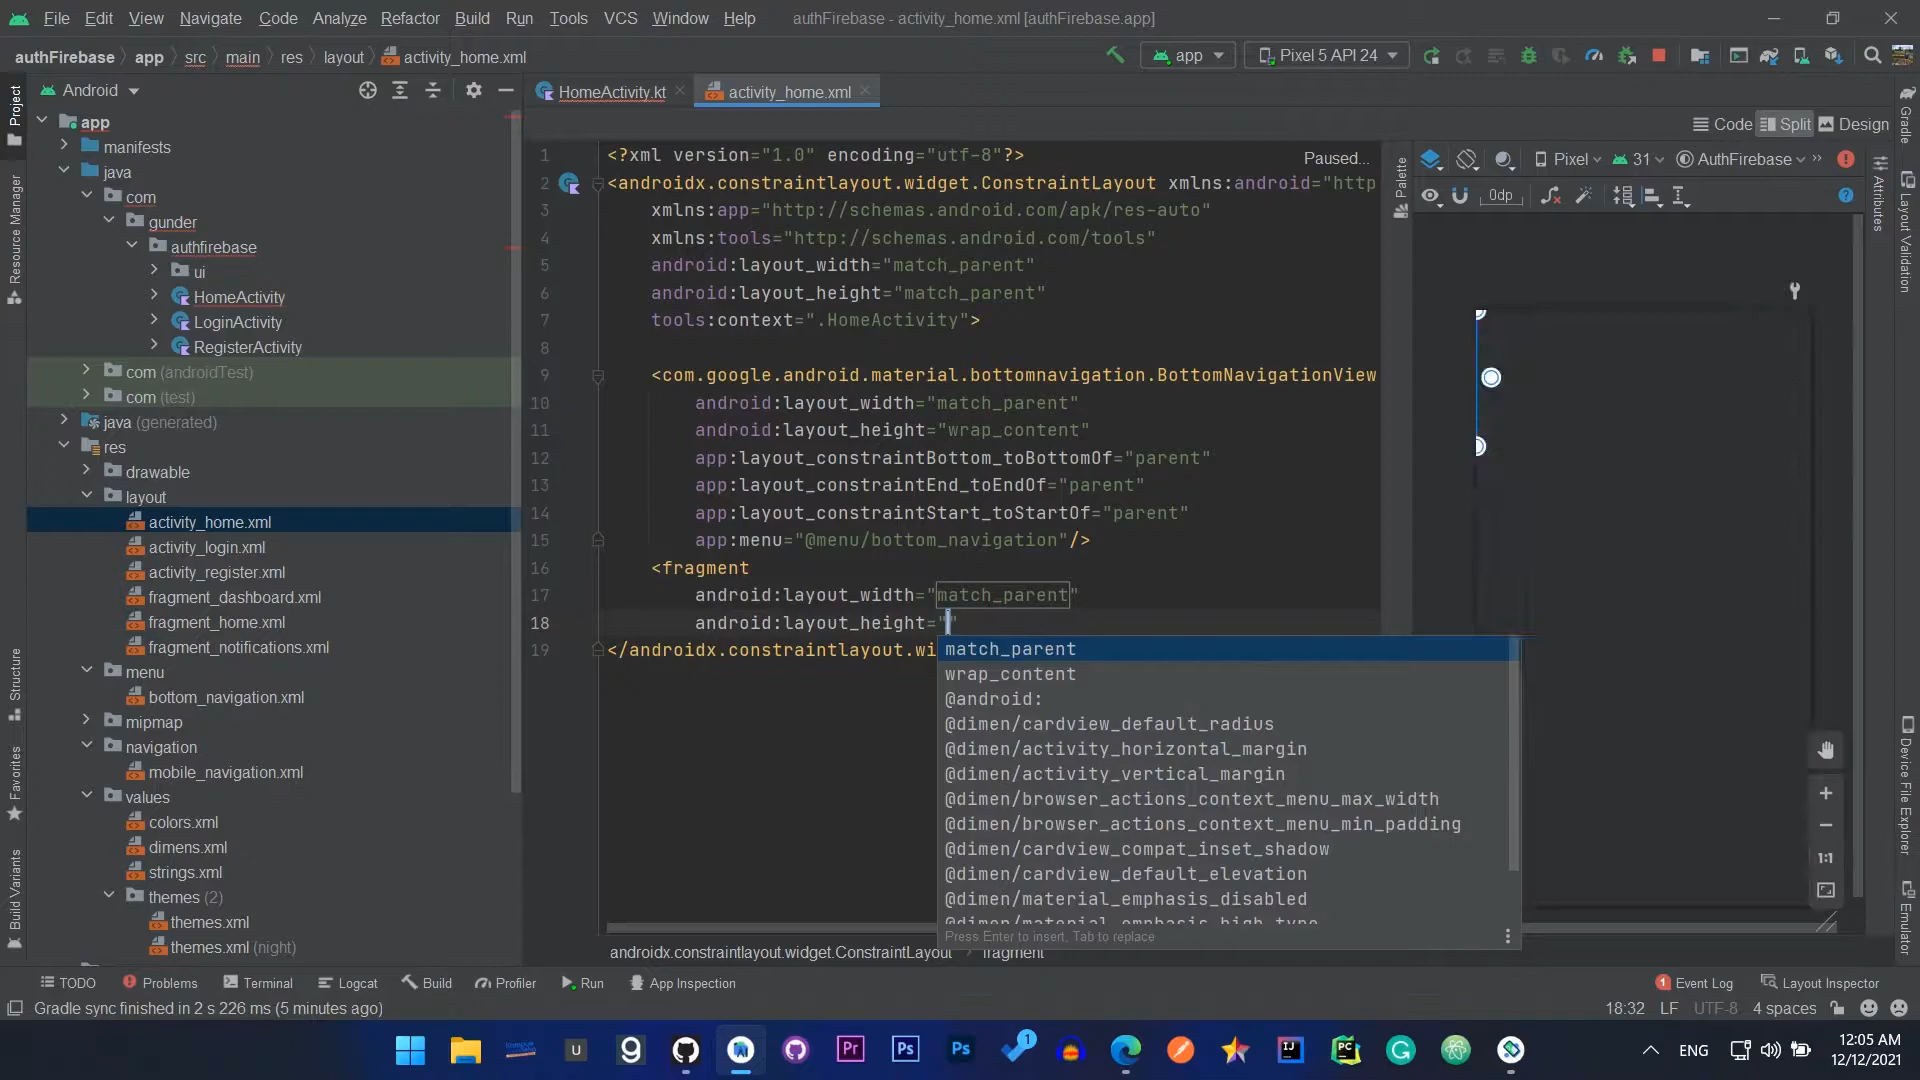 File Edit View Navigate Code Analyze Refactor Build Run Tools VCS Window Help authFirebase - activity_home.xml [authFirebase.app]
authFirebase app src main res layout activity_home.xml app Pixel 5 API 24
Android HomeActivity.kt activity_home.xml
Code Split Design
Project
Resource Manager
Structure
Favorites
Build Variants
app
manifests
java
com
gunder
authfirebase
ui
HomeActivity
LoginActivity
RegisterActivity
com (androidTest)
com (test)
java (generated)
res
drawable
layout
activity_home.xml
activity_login.xml
activity_register.xml
fragment_dashboard.xml
fragment_home.xml
fragment_notifications.xml
menu
bottom_navigation.xml
mipmap
navigation
mobile_navigation.xml
values
colors.xml
dimens.xml
strings.xml
themes (2)
themes.xml
themes.xml (night)
1 <?xml version="1.0" encoding="utf-8"?> Paused...
2 <androidx.constraintlayout.widget.ConstraintLayout xmlns:android="http
3 xmlns:app="http://schemas.android.com/apk/res-auto"
4 xmlns:tools="http://schemas.android.com/tools"
5 android:layout_width="match_parent"
6 android:layout_height="match_parent"
7 tools:context=".HomeActivity">
8
9 <com.google.android.material.bottomnavigation.BottomNavigationView
10 android:layout_width="match_parent"
11 android:layout_height="wrap_content"
12 app:layout_constraintBottom_toBottomOf="parent"
13 app:layout_constraintEnd_toEndOf="parent"
14 app:layout_constraintStart_toStartOf="parent"
15 app:menu="@menu/bottom_navigation"/>
16 <fragment
17 android:layout_width="match_parent"
18 android:layout_height=""
19 </androidx.constraintlayout.wi
match_parent
wrap_content
@android:
@dimen/cardview_default_radius
@dimen/activity_horizontal_margin
@dimen/activity_vertical_margin
@dimen/browser_actions_context_menu_max_width
@dimen/browser_actions_context_menu_min_padding
@dimen/cardview_compat_inset_shadow
@dimen/cardview_default_elevation
@dimen/material_emphasis_disabled
@dimen/material_emphasis_high_type
Press Enter to insert, Tab to replace
androidx.constraintlayout.widget.ConstraintLayout fragment
Palette
Pixel 31 AuthFirebase »
0dp
1:1
Attributes
Gradle
Layout Validation
Device File Explorer
Emulator
TODO Problems Terminal Logcat Build Profiler Run App Inspection 1 Event Log Layout Inspector
Gradle sync finished in 2 s 226 ms (5 minutes ago) 18:32 LF UTF-8 4 spaces
U Pr Ps Ps 1 IJ PC G
ENG 12:05 AM
12/12/2021